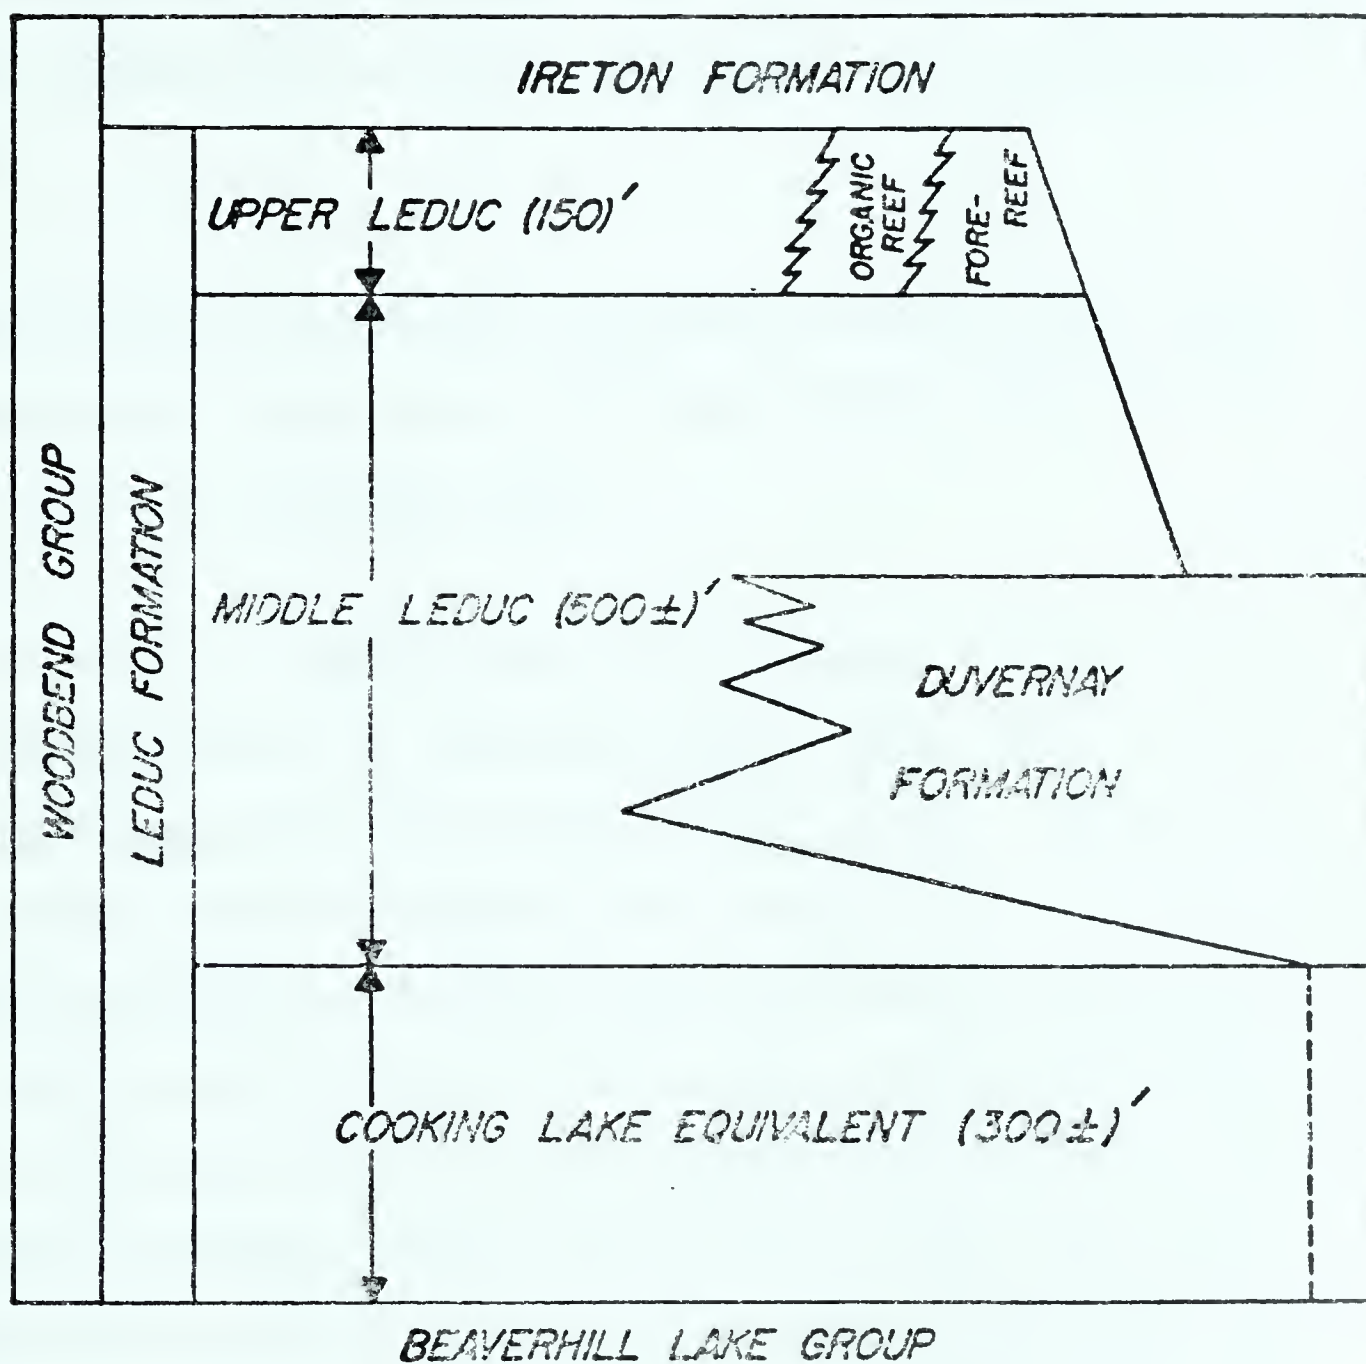 IRETON FORMATION
UPPER LEDUC (150)'
ORGANIC
REEF
FORE-
REEF
WOODBEND GROUP
LEDUC FORMATION
MIDDLE LEDUC (500±)'
DUVERNAY
FORMATION
COOKING LAKE EQUIVALENT (300±)'
BEAVERHILL LAKE GROUP